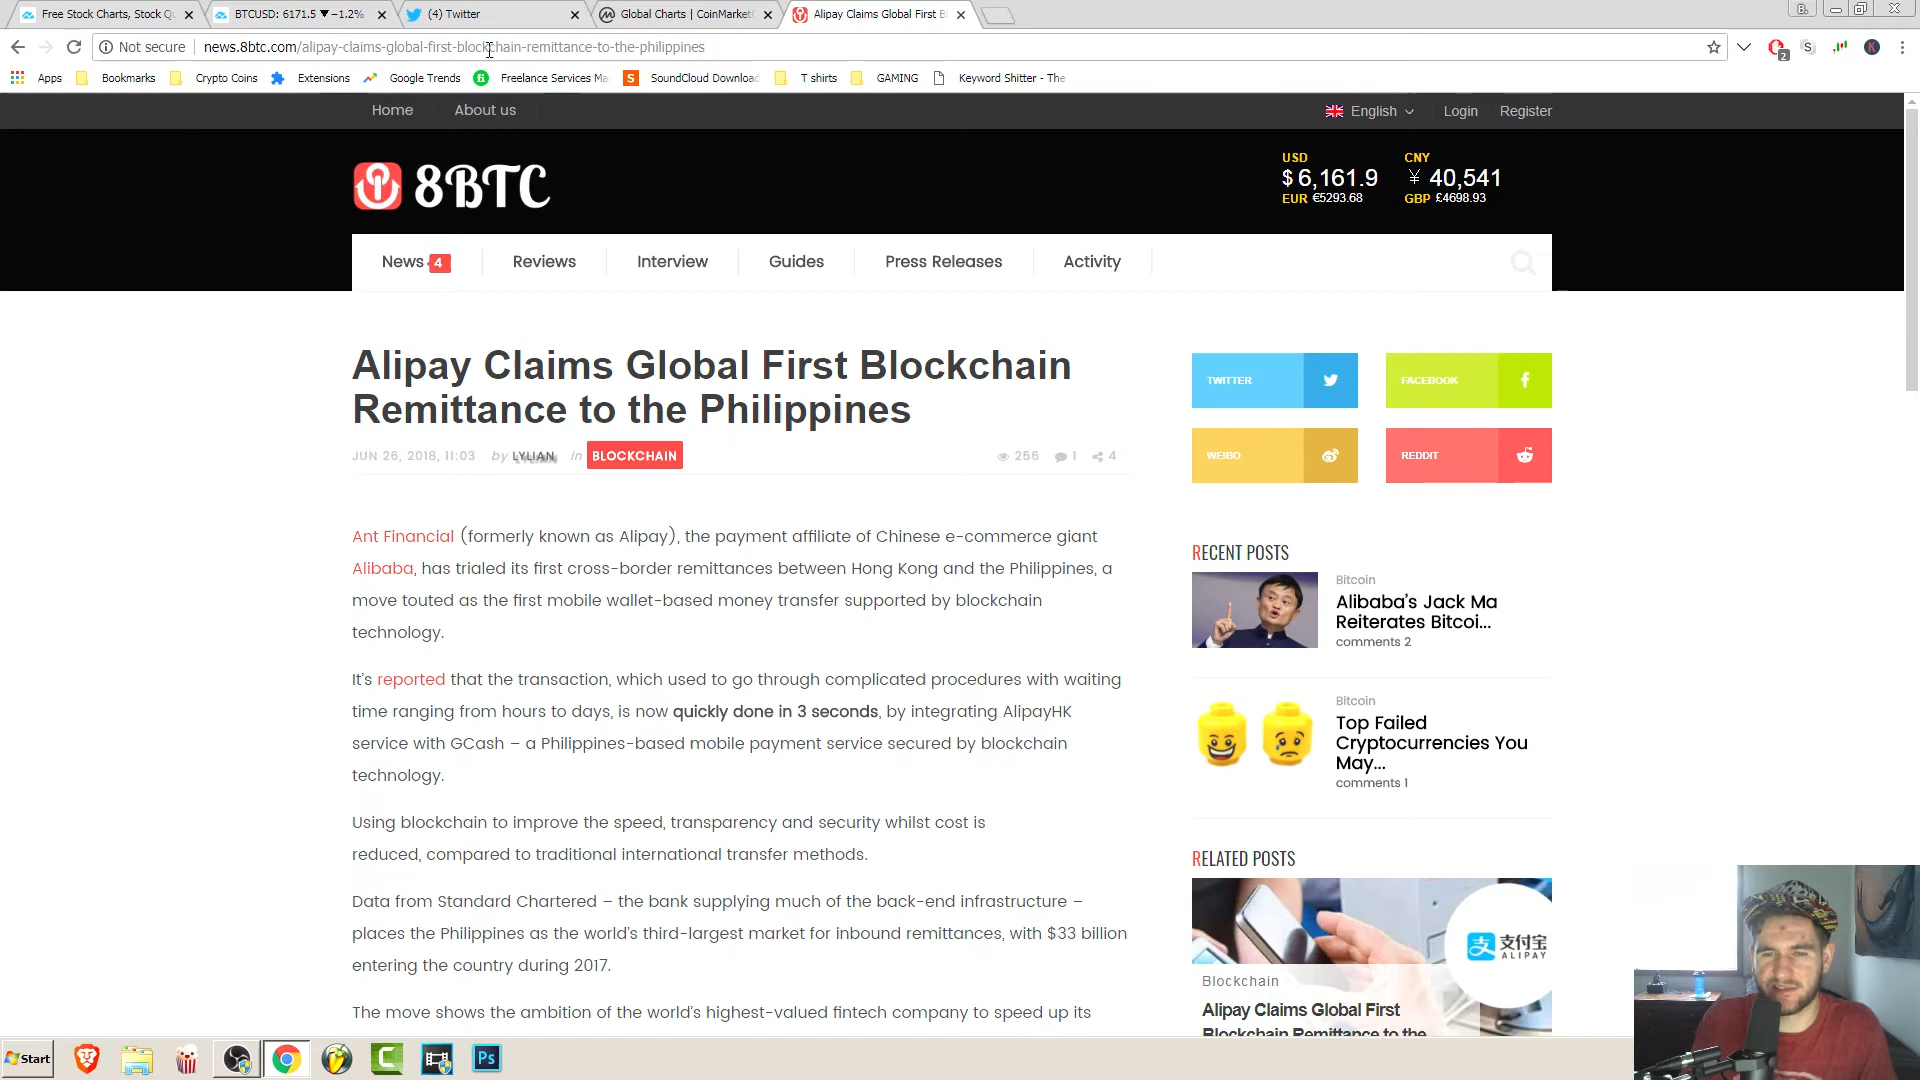 Free Stock Charts, Stock Q
BTCUSD: 6171.5 ▼ −1.2%
(4) Twitter
Global Charts | CoinMarket
Alipay Claims Global First B
Not secure
news.8btc.com/alipay-claims-global-first-blockchain-remittance-to-the-philippines
Apps
Bookmarks
Crypto Coins
Extensions
Google Trends
Freelance Services Ma
SoundCloud Download
T shirts
GAMING
Keyword Shitter - The
Home
About us
English
Login
Register
8BTC
USD
$ 6,161.9
EUR €5293.68
CNY
¥ 40,541
GBP £4698.93
News 4
Reviews
Interview
Guides
Press Releases
Activity
Alipay Claims Global First Blockchain
Remittance to the Philippines
JUN 26, 2018, 11:03 by LYLIAN in BLOCKCHAIN
256
1
4
Ant Financial (formerly known as Alipay), the payment affiliate of Chinese e-commerce giant
Alibaba, has trialed its first cross-border remittances between Hong Kong and the Philippines, a
move touted as the first mobile wallet-based money transfer supported by blockchain
technology.
It's reported that the transaction, which used to go through complicated procedures with waiting
time ranging from hours to days, is now quickly done in 3 seconds, by integrating AlipayHK
service with GCash – a Philippines-based mobile payment service secured by blockchain
technology.
Using blockchain to improve the speed, transparency and security whilst cost is
reduced, compared to traditional international transfer methods.
Data from Standard Chartered – the bank supplying much of the back-end infrastructure –
places the Philippines as the world's third-largest market for inbound remittances, with $33 billion
entering the country during 2017.
The move shows the ambition of the world's highest-valued fintech company to speed up its
TWITTER
FACEBOOK
WEIBO
REDDIT
RECENT POSTS
Bitcoin
Alibaba's Jack Ma
Reiterates Bitcoi...
comments 2
Bitcoin
Top Failed
Cryptocurrencies You
May...
comments 1
RELATED POSTS
支付宝
ALIPAY
Blockchain
Alipay Claims Global First
Blockchain Remittance to the
Start
Ps